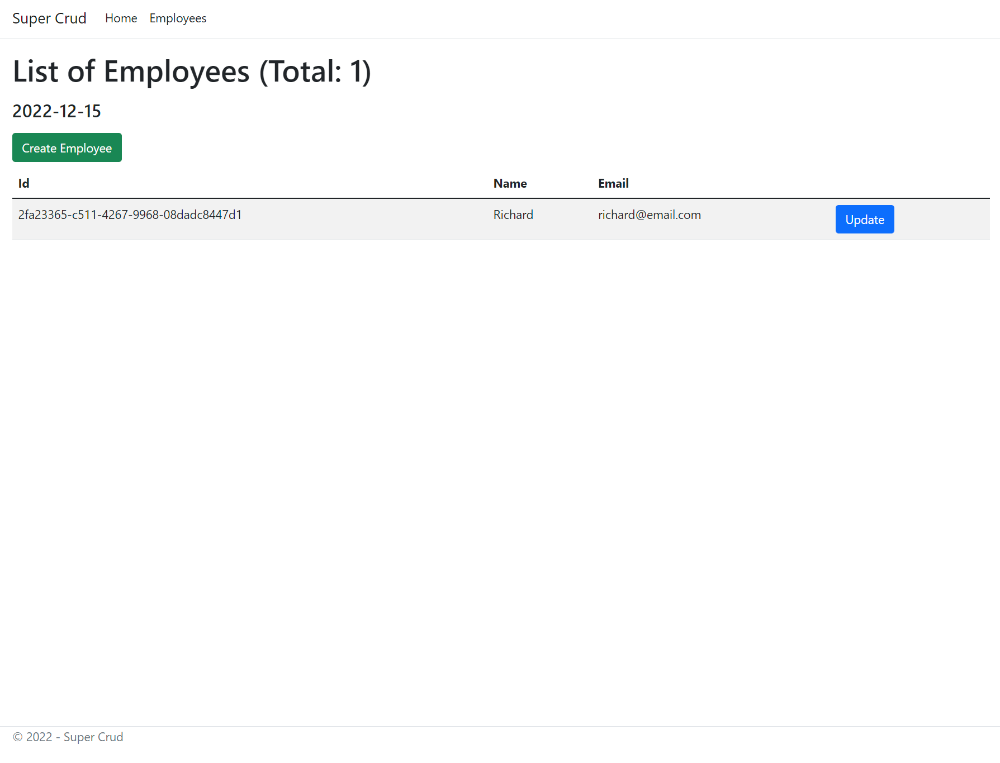 Super Crud Home Employees
List of Employees (Total: 1)
2022-12-15
Create Employee
Id Name Email
2fa23365-c511-4267-9968-08dadc8447d1 Richard richard@email.com Update
© 2022 - Super Crud